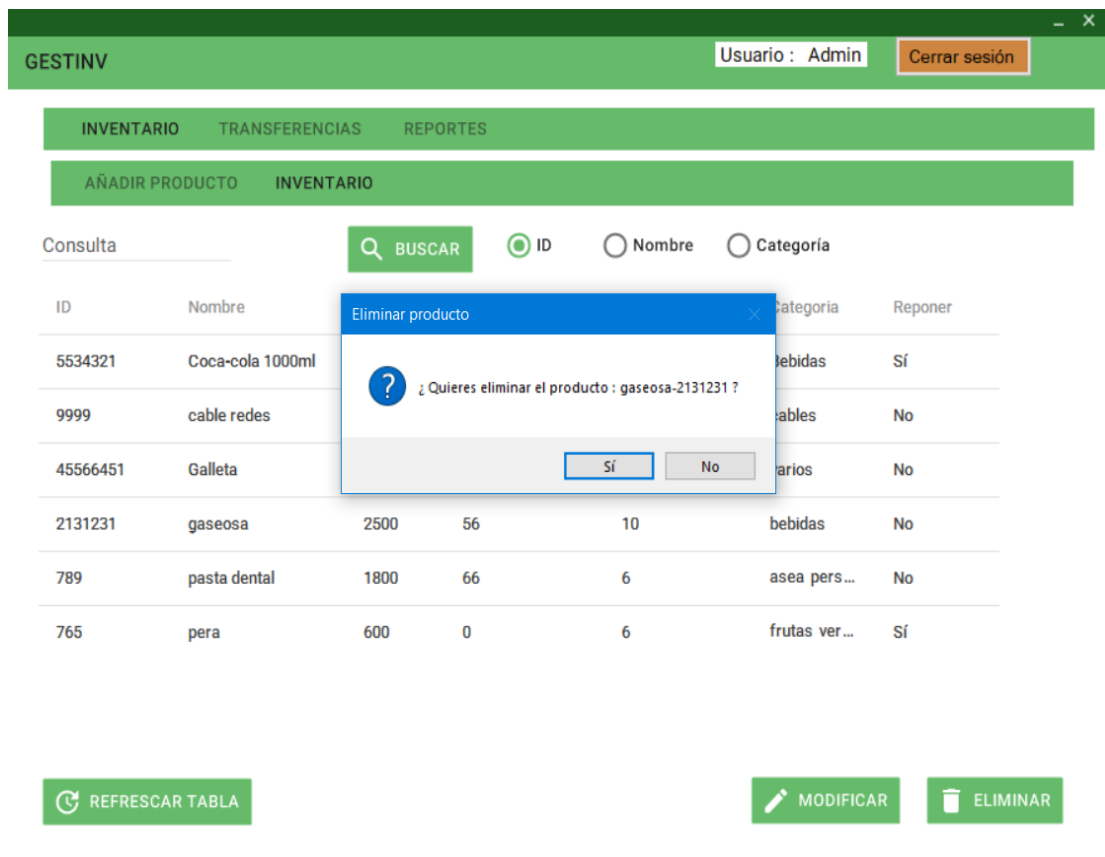 GESTINV
Usuario : Admin
Cerrar sesión
INVENTARIO TRANSFERENCIAS REPORTES
AÑADIR PRODUCTO INVENTARIO
Consulta
BUSCAR
ID
Nombre
Categoría
ID Nombre Categoria Reponer
Eliminar producto
5534321 Coca-cola 1000ml Bebidas Sí
¿ Quieres eliminar el producto : gaseosa-2131231 ?
9999 cable redes cables No
45566451 Galleta varios No
Sí No
2131231 gaseosa 2500 56 10 bebidas No
789 pasta dental 1800 66 6 asea pers... No
765 pera 600 0 6 frutas ver... Sí
REFRESCAR TABLA
MODIFICAR
ELIMINAR